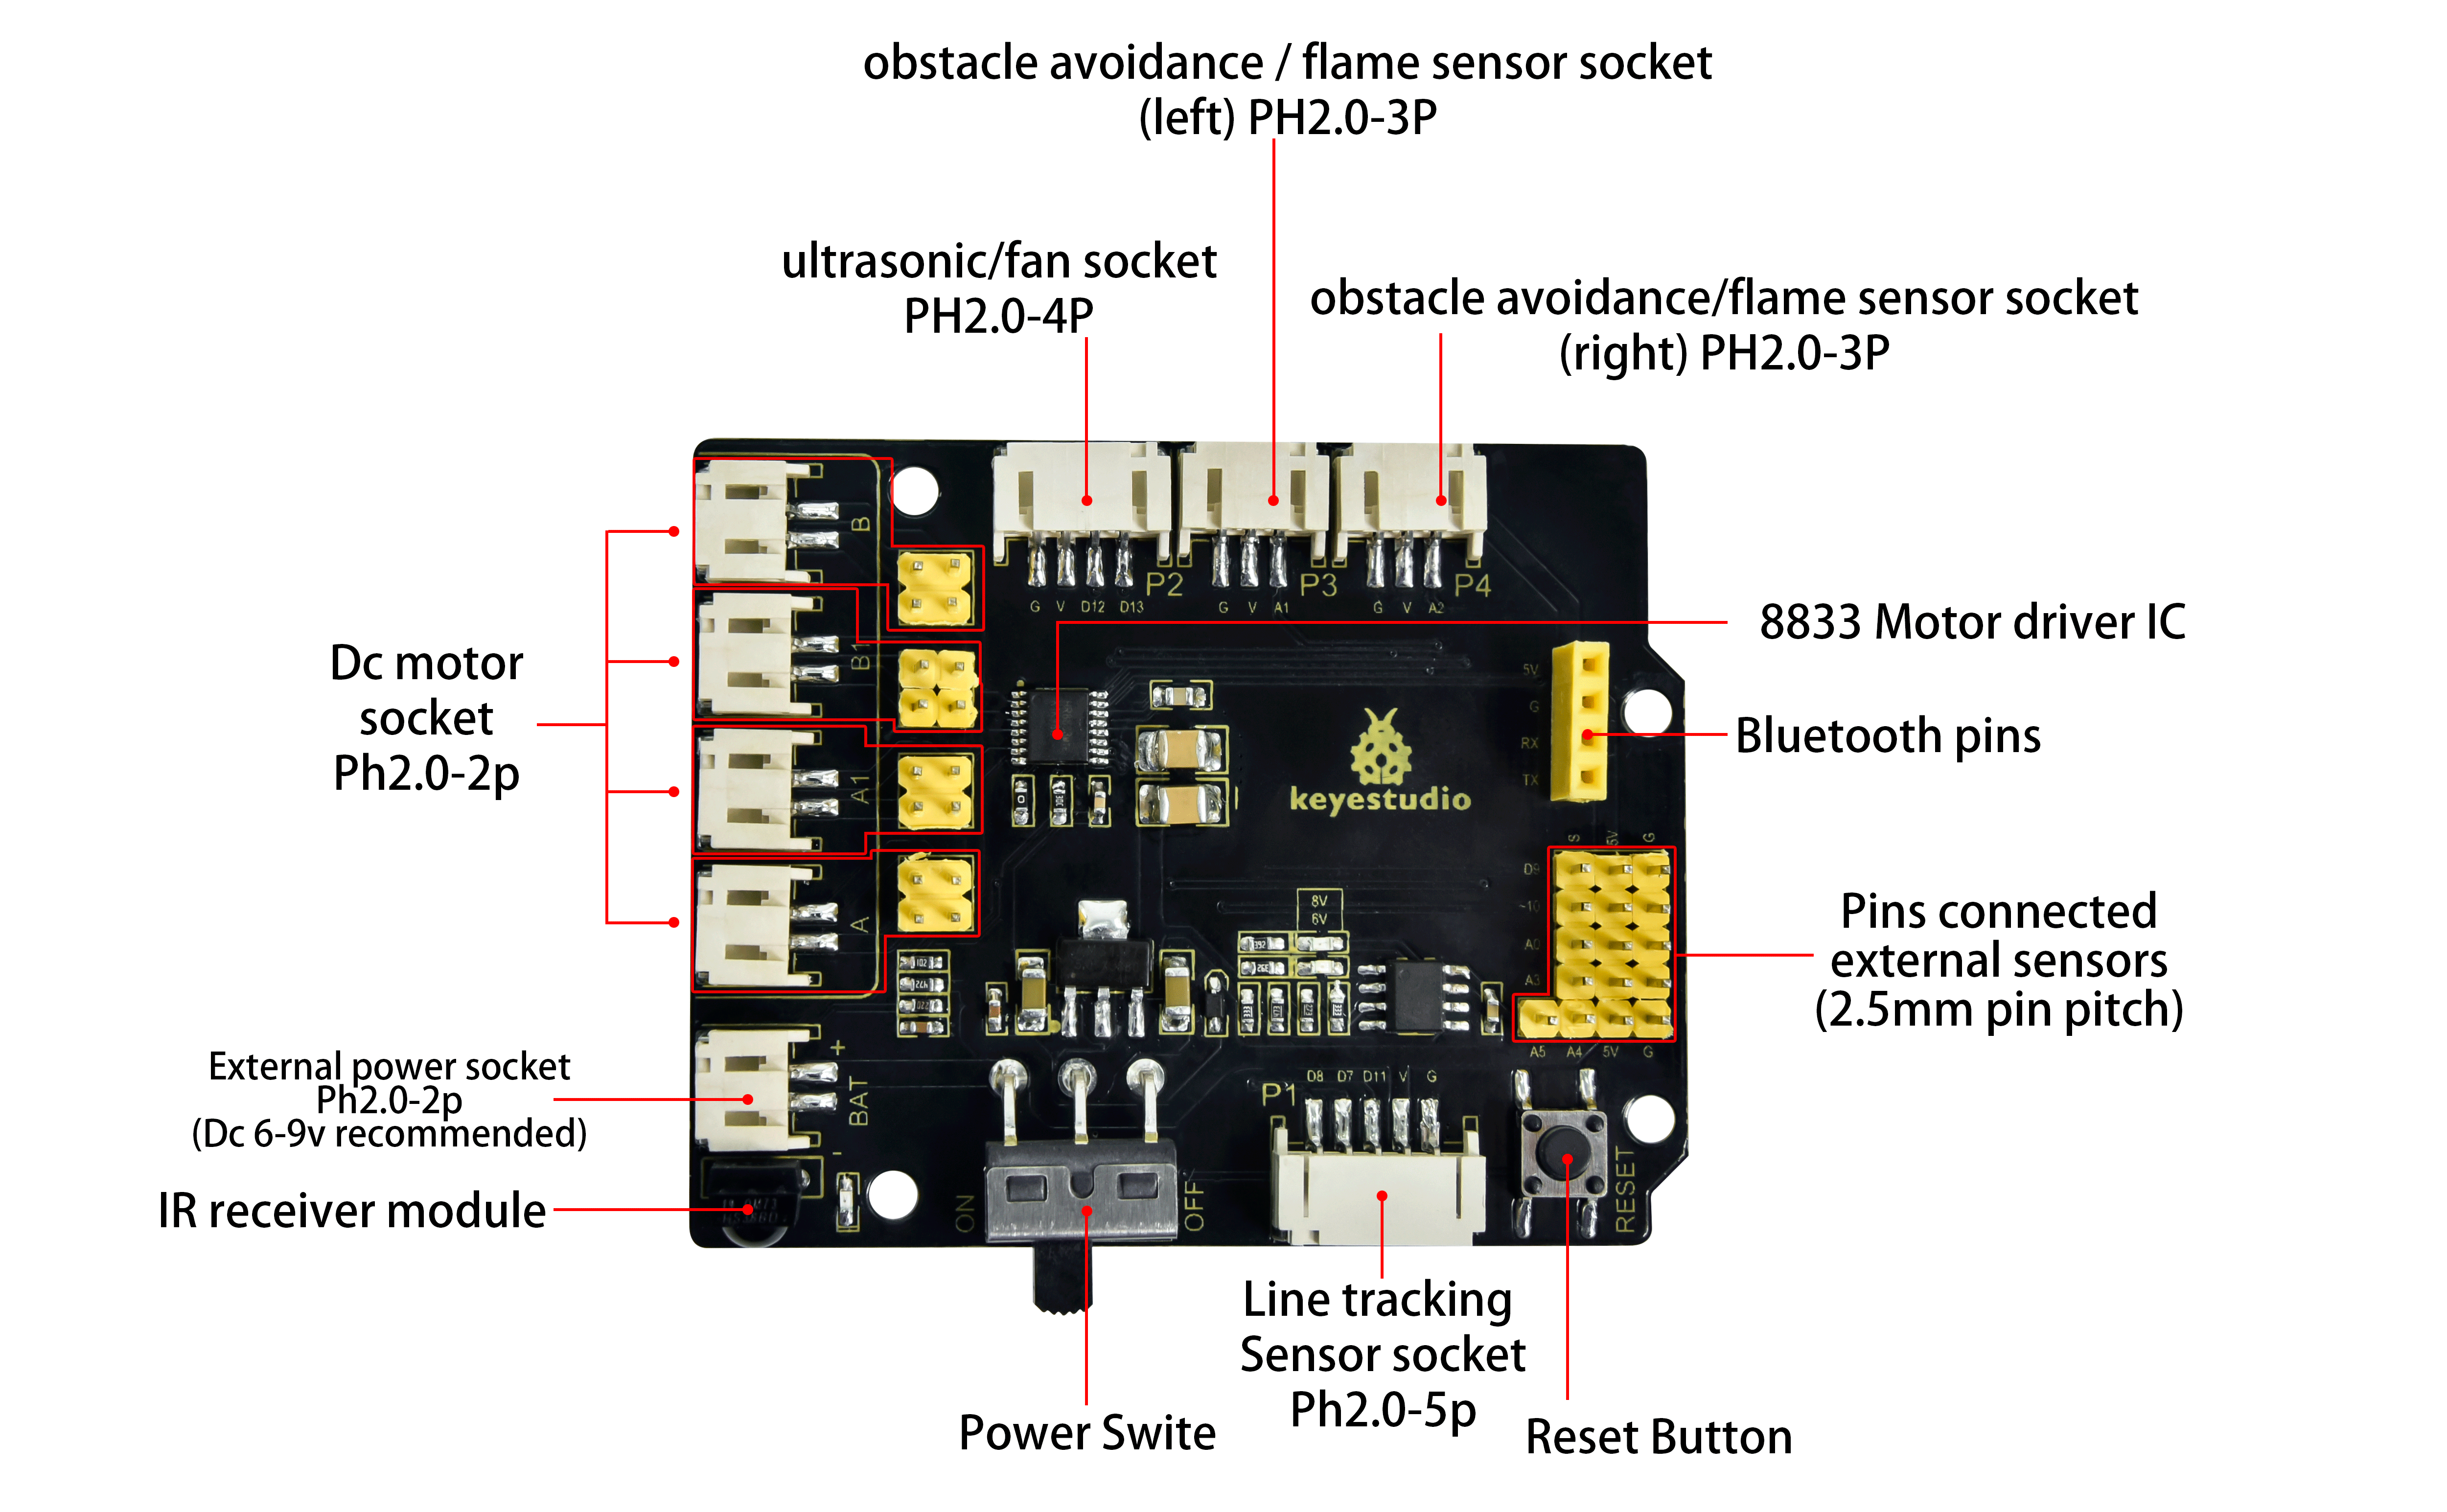 obstacle avoidance / flame sensor socket
(left) PH2.0-3P
ultrasonic/fan socket
PH2.0-4P
obstacle avoidance/flame sensor socket
(right) PH2.0-3P
8833 Motor driver IC
Bluetooth pins
Pins connected
external sensors
(2.5mm pin pitch)
Dc motor
socket
Ph2.0-2p
External power socket
Ph2.0-2p
(Dc 6-9v recommended)
IR receiver module
Power Swite
Line tracking
Sensor socket
Ph2.0-5p
Reset Button
B
B1
A1
A
P2
G V D12 D13
P3
G V A1
P4
G V A2
5V
G
RX
TX
keyestudio
S 5V G
D9
~10
A0
A3
A5 A4 5V G
8V
6V
+
BAT
-
ON
OFF
P1
D8 D7 D11 V G
RESET